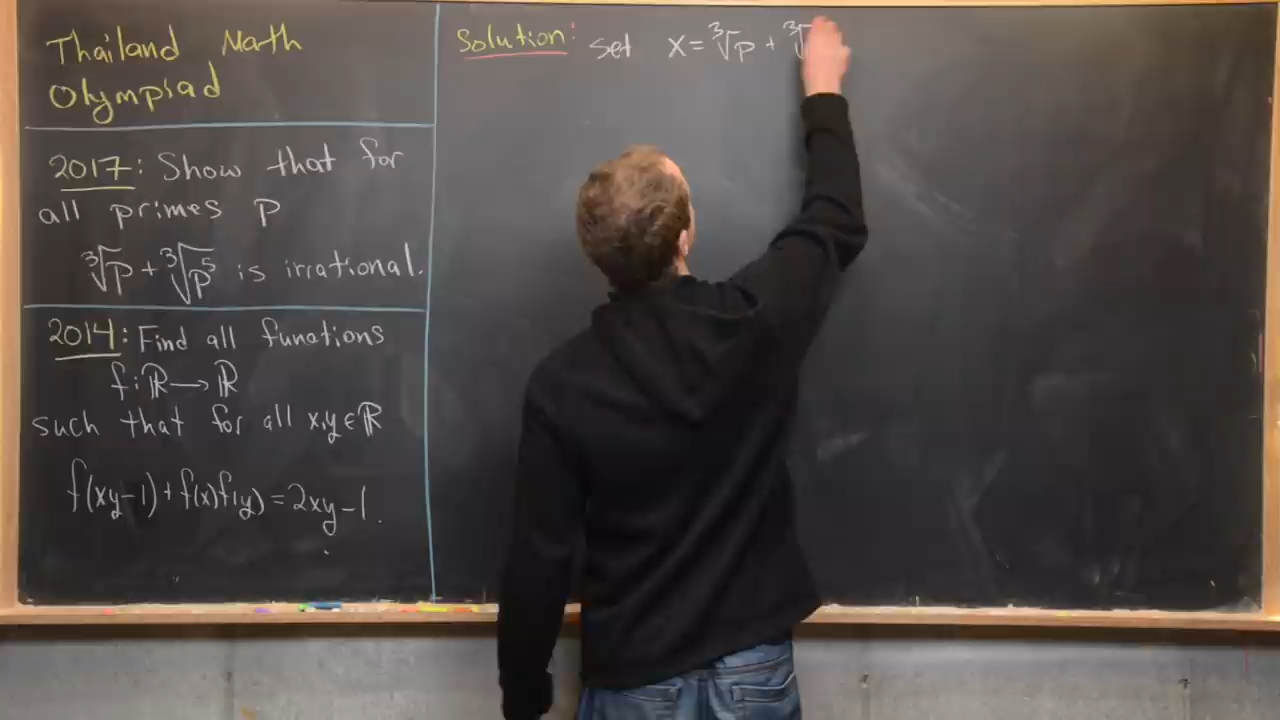 Thailand Math
Olympsiad
2017: Show that for
all primes p
∛p + ∛p⁵ is irrational.
2014: Find all functions
f: ℝ → ℝ
such that for all x,y ∈ ℝ
f(xy-1) + f(x)f(y) = 2xy - 1.
Solution: set x = ∛p + ∛